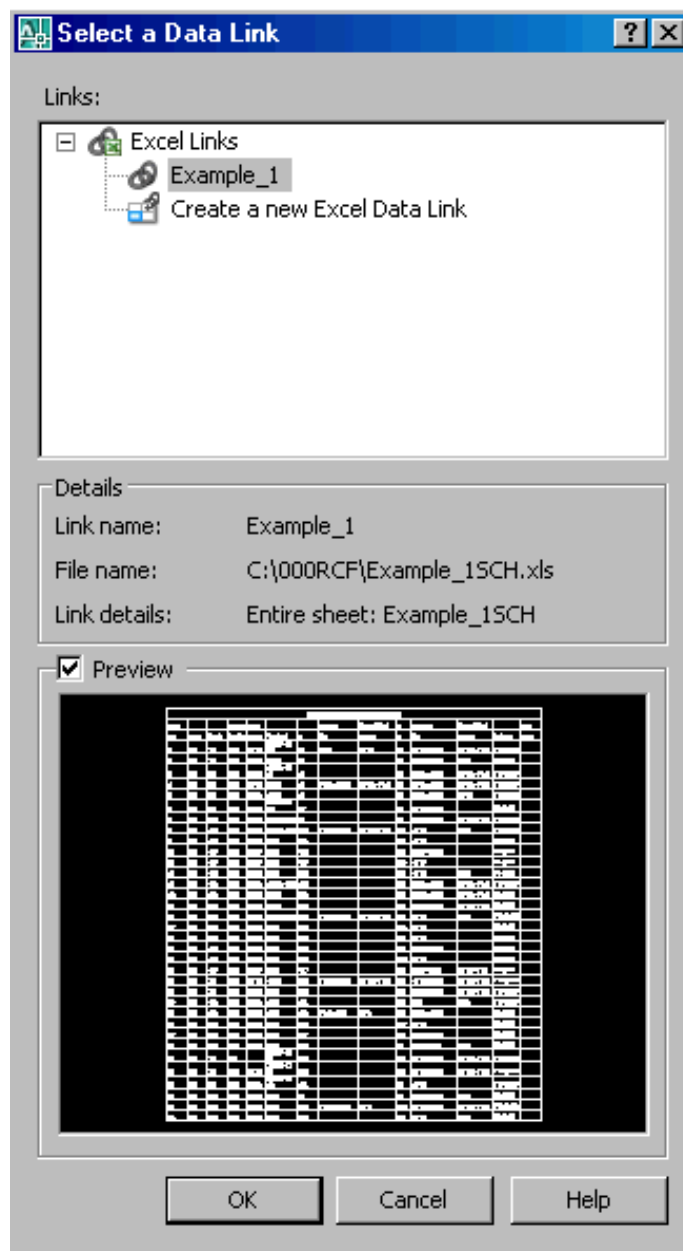 Select a Data Link
Links:
Excel Links
Example_1
Create a new Excel Data Link
Details
Link name: Example_1
File name: C:\000RCF\Example_1SCH.xls
Link details: Entire sheet: Example_1SCH
Preview
OK Cancel Help